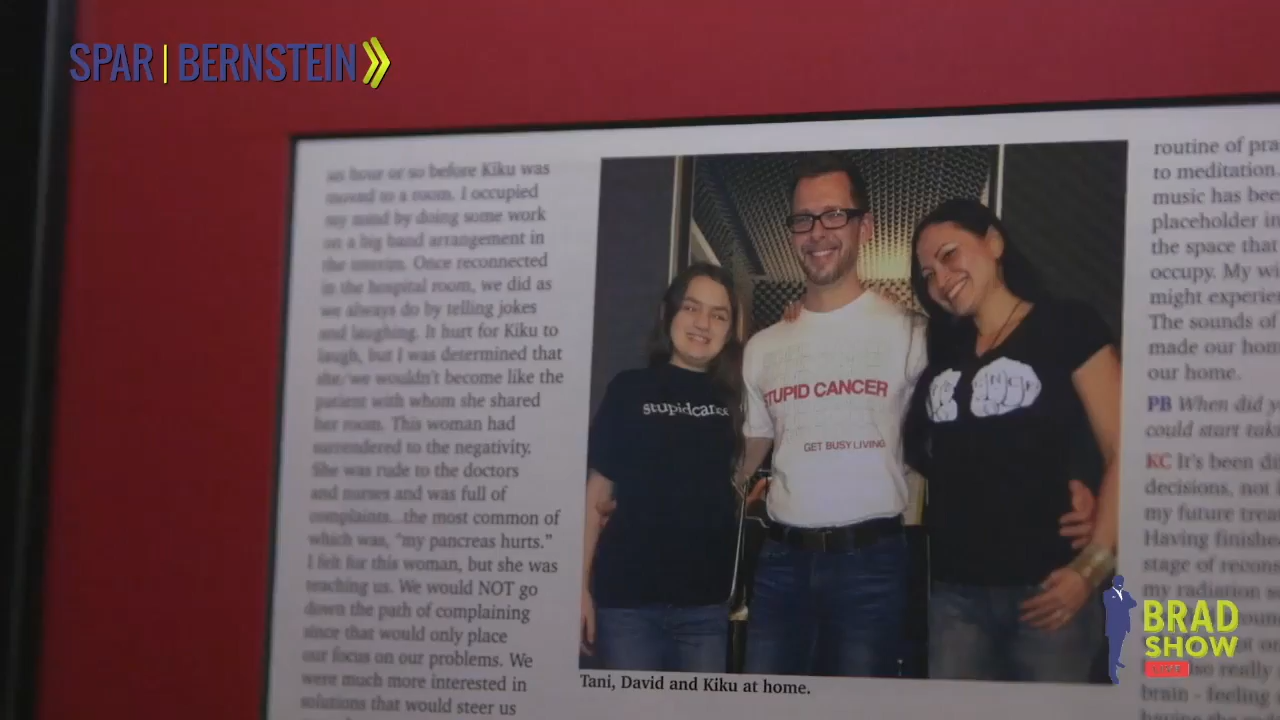 SPAR | BERNSTEIN
an hour or so before Kiku was
moved to a room. I occupied
my mind by doing some work
on a big band arrangement in
the interim. Once reconnected
in the hospital room, we did as
we always do by telling jokes
and laughing. It hurt for Kiku to
laugh, but I was determined that
she/we wouldn't become like the
patient with whom she shared
her room. This woman had
surrendered to the negativity.
She was rude to the doctors
and nurses and was full of
complaints...the most common of
which was, "my pancreas hurts."
I felt for this woman, but she was
teaching us. We would NOT go
down the path of complaining
since that would only place
our focus on our problems. We
were much more interested in
solutions that would steer us
stupidcance
STUPID CANCER
GET BUSY LIVING
Tani, David and Kiku at home.
routine of pra
to meditation.
music has bee
placeholder in
the space that
occupy. My wi
might experie
The sounds of
made our hom
our home.
PB When did y
could start tak
KC It's been di
decisions, not
my future trea
Having finishe
stage of recons
my radiation
so really
brain - feeling
BRAD
SHOW